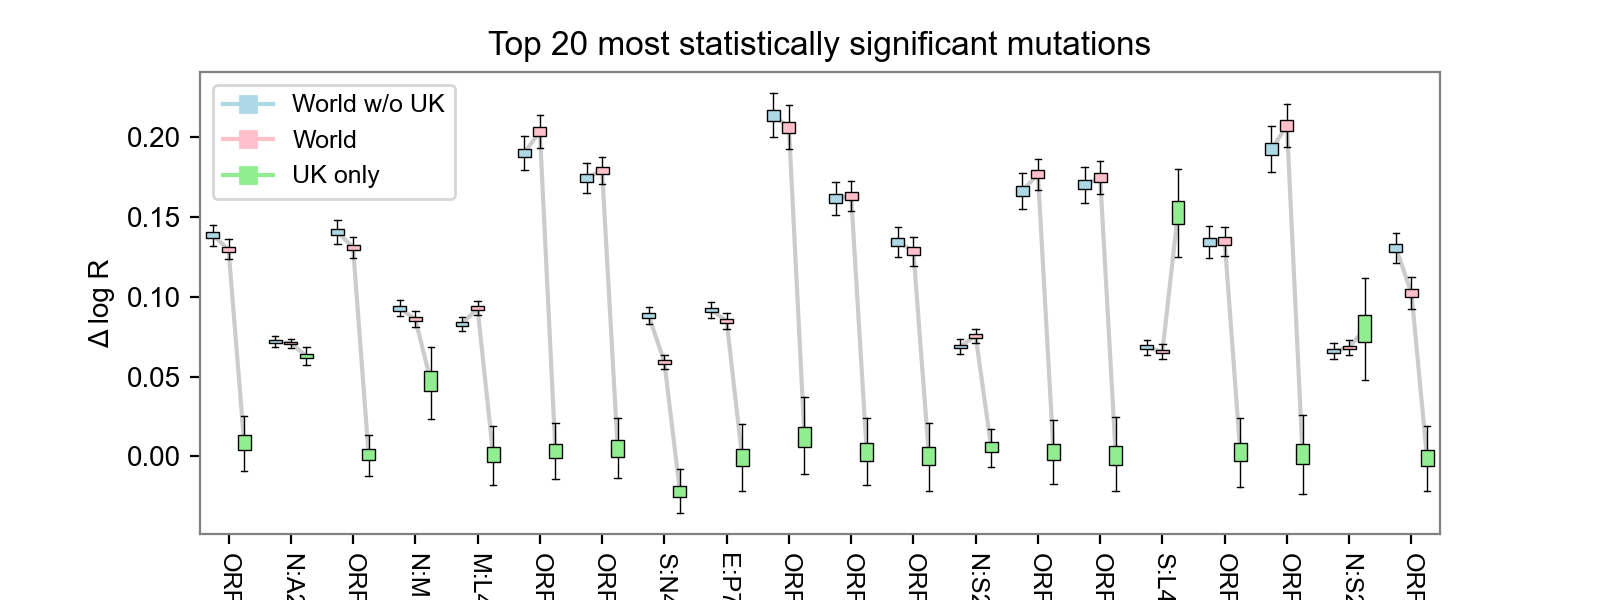 Top 20 most statistically significant mutations
World w/o UK
World
UK only
Δ log R
0.20
0.15
0.10
0.05
0.00
ORF
N:A2
ORF
N:M
M:L4
ORF
ORF
S:N4
E:P7
ORF
ORF
ORF
N:S2
ORF
ORF
S:L4
ORF
ORF
N:S2
ORF